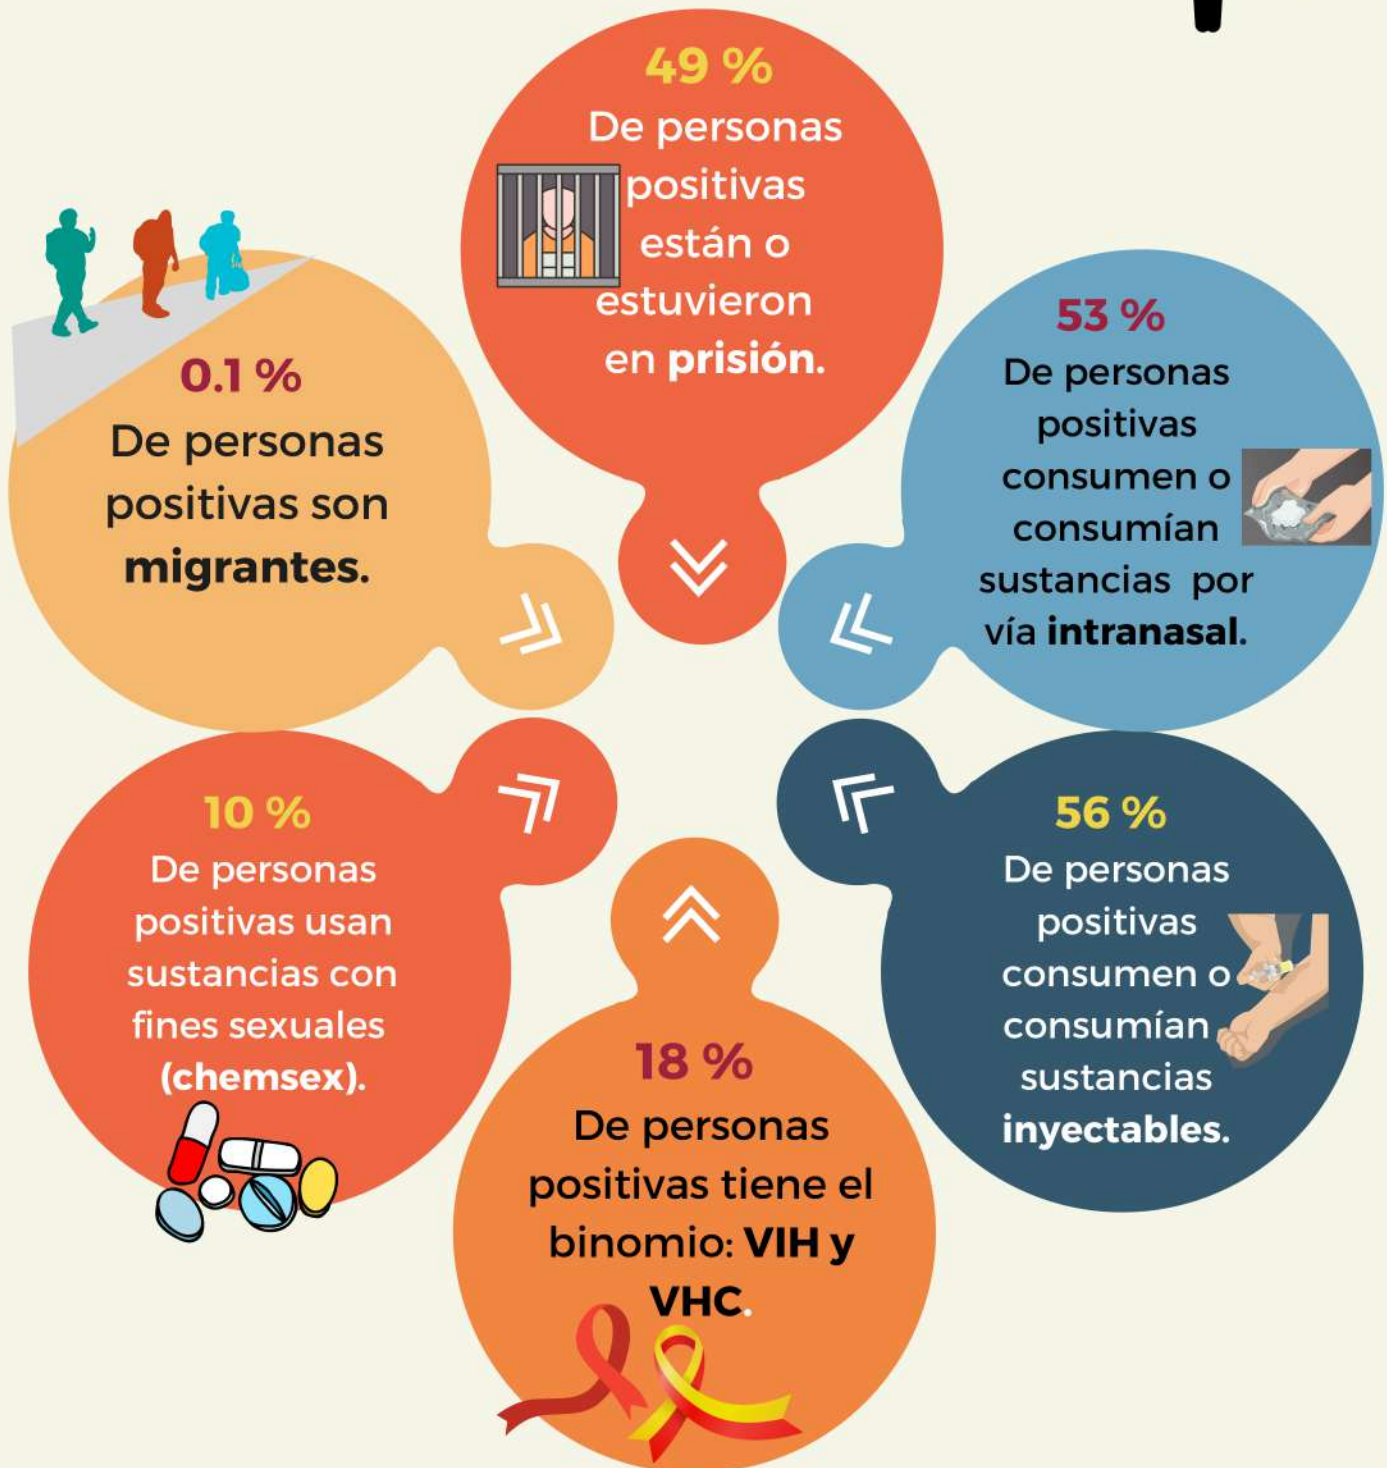 49 %
De personas
positivas
están o
estuvieron
en prisión.
53 %
De personas
positivas
consumen o
consumían
sustancias por
vía intranasal.
56 %
De personas
positivas
consumen o
consumían
sustancias
inyectables.
18 %
De personas
positivas tiene el
binomio: VIH y
VHC.
10 %
De personas
positivas usan
sustancias con
fines sexuales
(chemsex).
0.1 %
De personas
positivas son
migrantes.